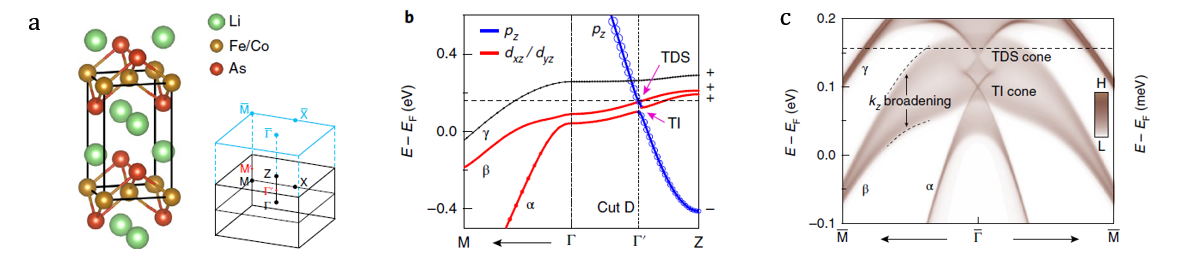 a
Li
Fe/Co
As
M̅
X̅
Γ̅
M′
M
Z
X
Γ′
Γ
b
E – E_F (eV)
0.4
0.0
–0.4
p_z
d_xz / d_yz
p_z
TDS
TI
+
+
+
–
γ
β
α
Cut D
M
Γ
Γ′
Z
c
E – E_F (eV)
0.2
0.1
0.0
–0.1
TDS cone
TI cone
γ
k_z broadening
β
α
H
L
E – E_F (meV)
M̅
Γ̅
M̅